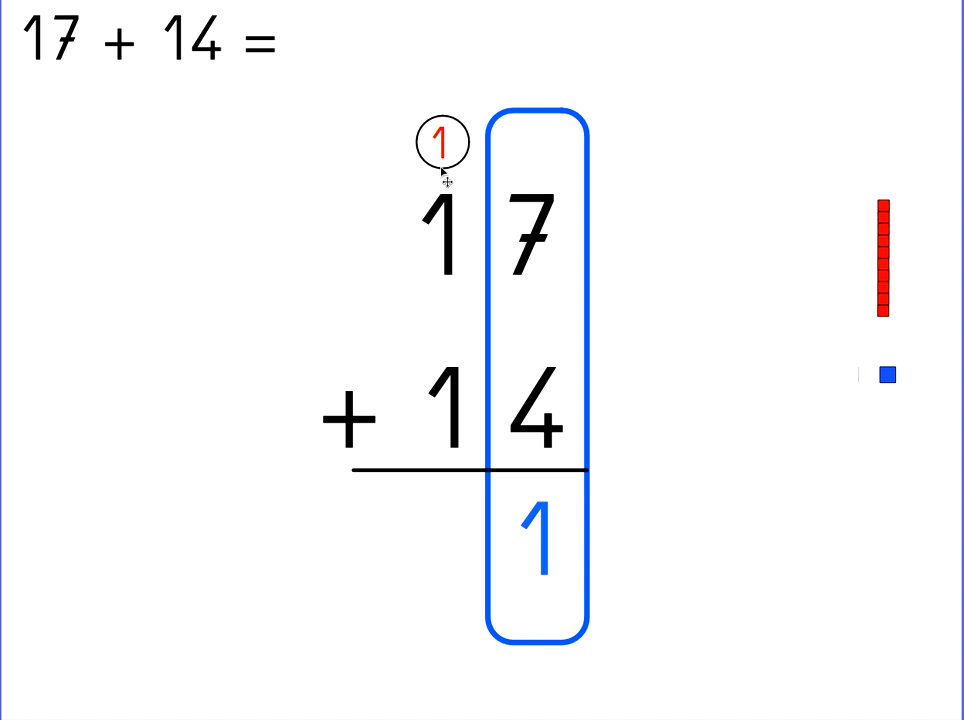 17 + 14 =
1
17
+ 14
1